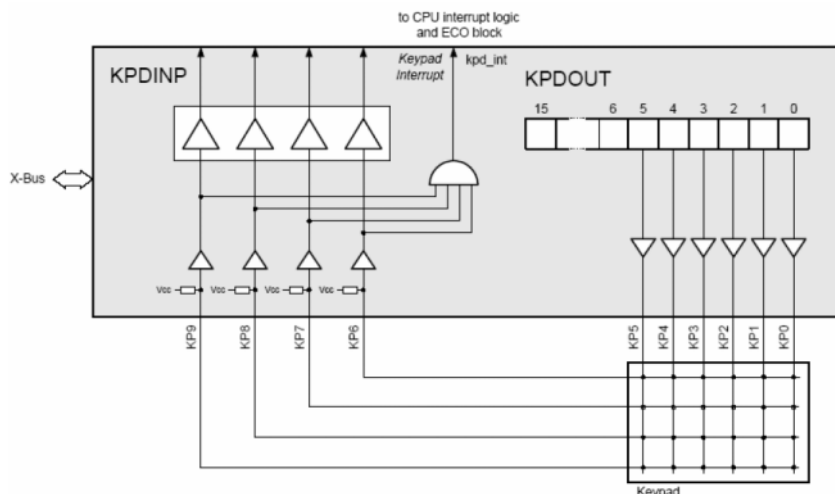 to CPU interrupt logic
and ECO block
KPDINP
Keypad
Interrupt
kpd_int
KPDOUT
15 6 5 4 3 2 1 0
X-Bus
Vcc Vcc Vcc Vcc
KP9 KP8 KP7 KP6 KP5 KP4 KP3 KP2 KP1 KP0
Keypad